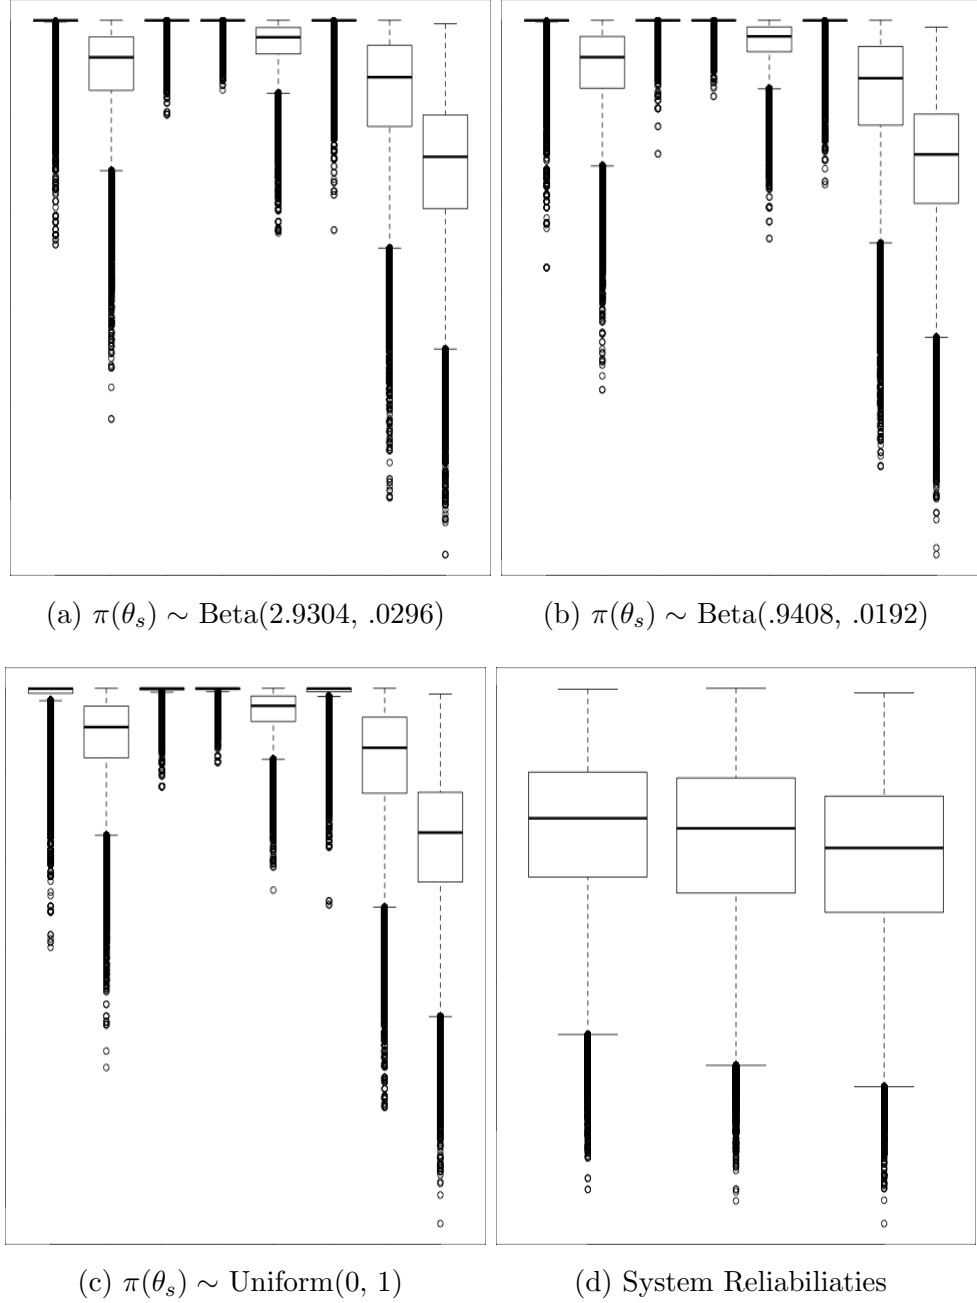 (a) π(θₛ) ∼ Beta(2.9304, .0296)
(b) π(θₛ) ∼ Beta(.9408, .0192)
(c) π(θₛ) ∼ Uniform(0, 1)
(d) System Reliabiliaties